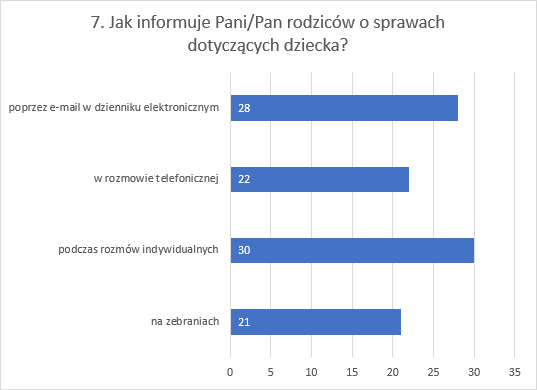 7. Jak informuje Pani/Pan rodziców o sprawach
dotyczących dziecka?
poprzez e-mail w dzienniku elektronicznym
28
w rozmowie telefonicznej
22
podczas rozmów indywidualnych
30
na zebraniach
21
0 5 10 15 20 25 30 35